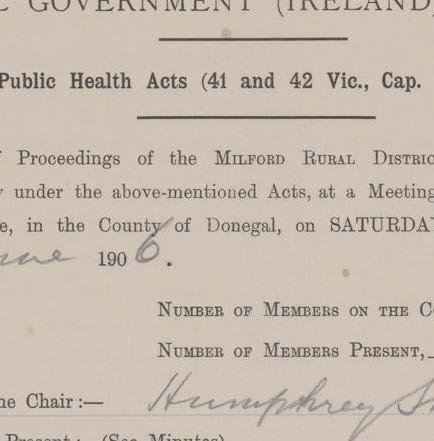 GOVERNMENT (IRELAND)
Public Health Acts (41 and 42 Vic., Cap.
Proceedings of the MILFORD RURAL DISTRIC
under the above-mentioned Acts, at a Meeting
e, in the County of Donegal, on SATURDA
une 1906.
NUMBER OF MEMBERS ON THE C
NUMBER OF MEMBERS PRESENT,
he Chair :— Humphrey
Present :— (See Minutes)